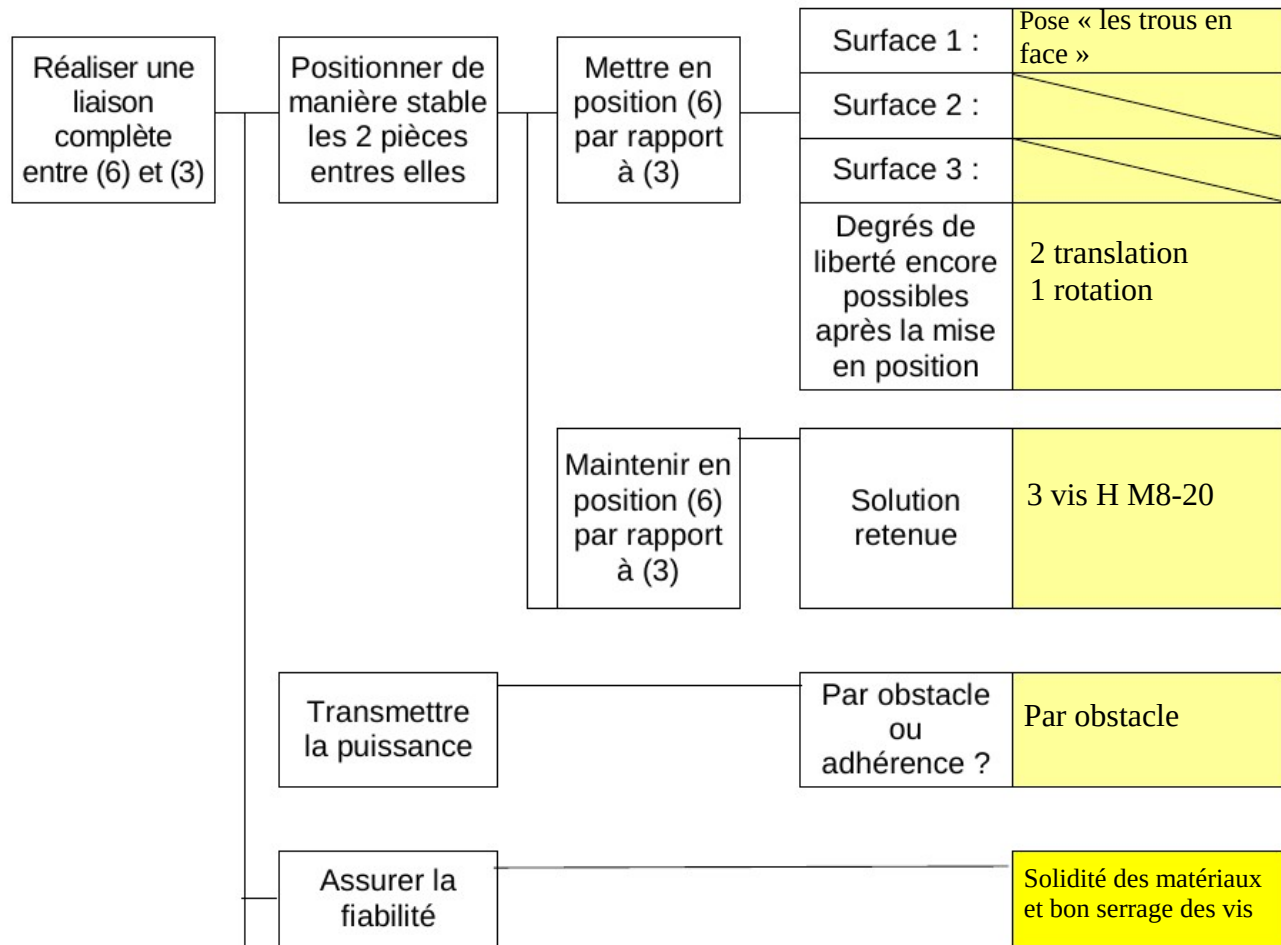 Réaliser une
liaison
complète
entre (6) et (3)
Positionner de
manière stable
les 2 pièces
entres elles
Mettre en
position (6)
par rapport
à (3)
Surface 1 :
Pose « les trous en
face »
Surface 2 :
Surface 3 :
Degrés de
liberté encore
possibles
après la mise
en position
2 translation
1 rotation
Maintenir en
position (6)
par rapport
à (3)
Solution
retenue
3 vis H M8-20
Transmettre
la puissance
Par obstacle
ou
adhérence ?
Par obstacle
Assurer la
fiabilité
Solidité des matériaux
et bon serrage des vis